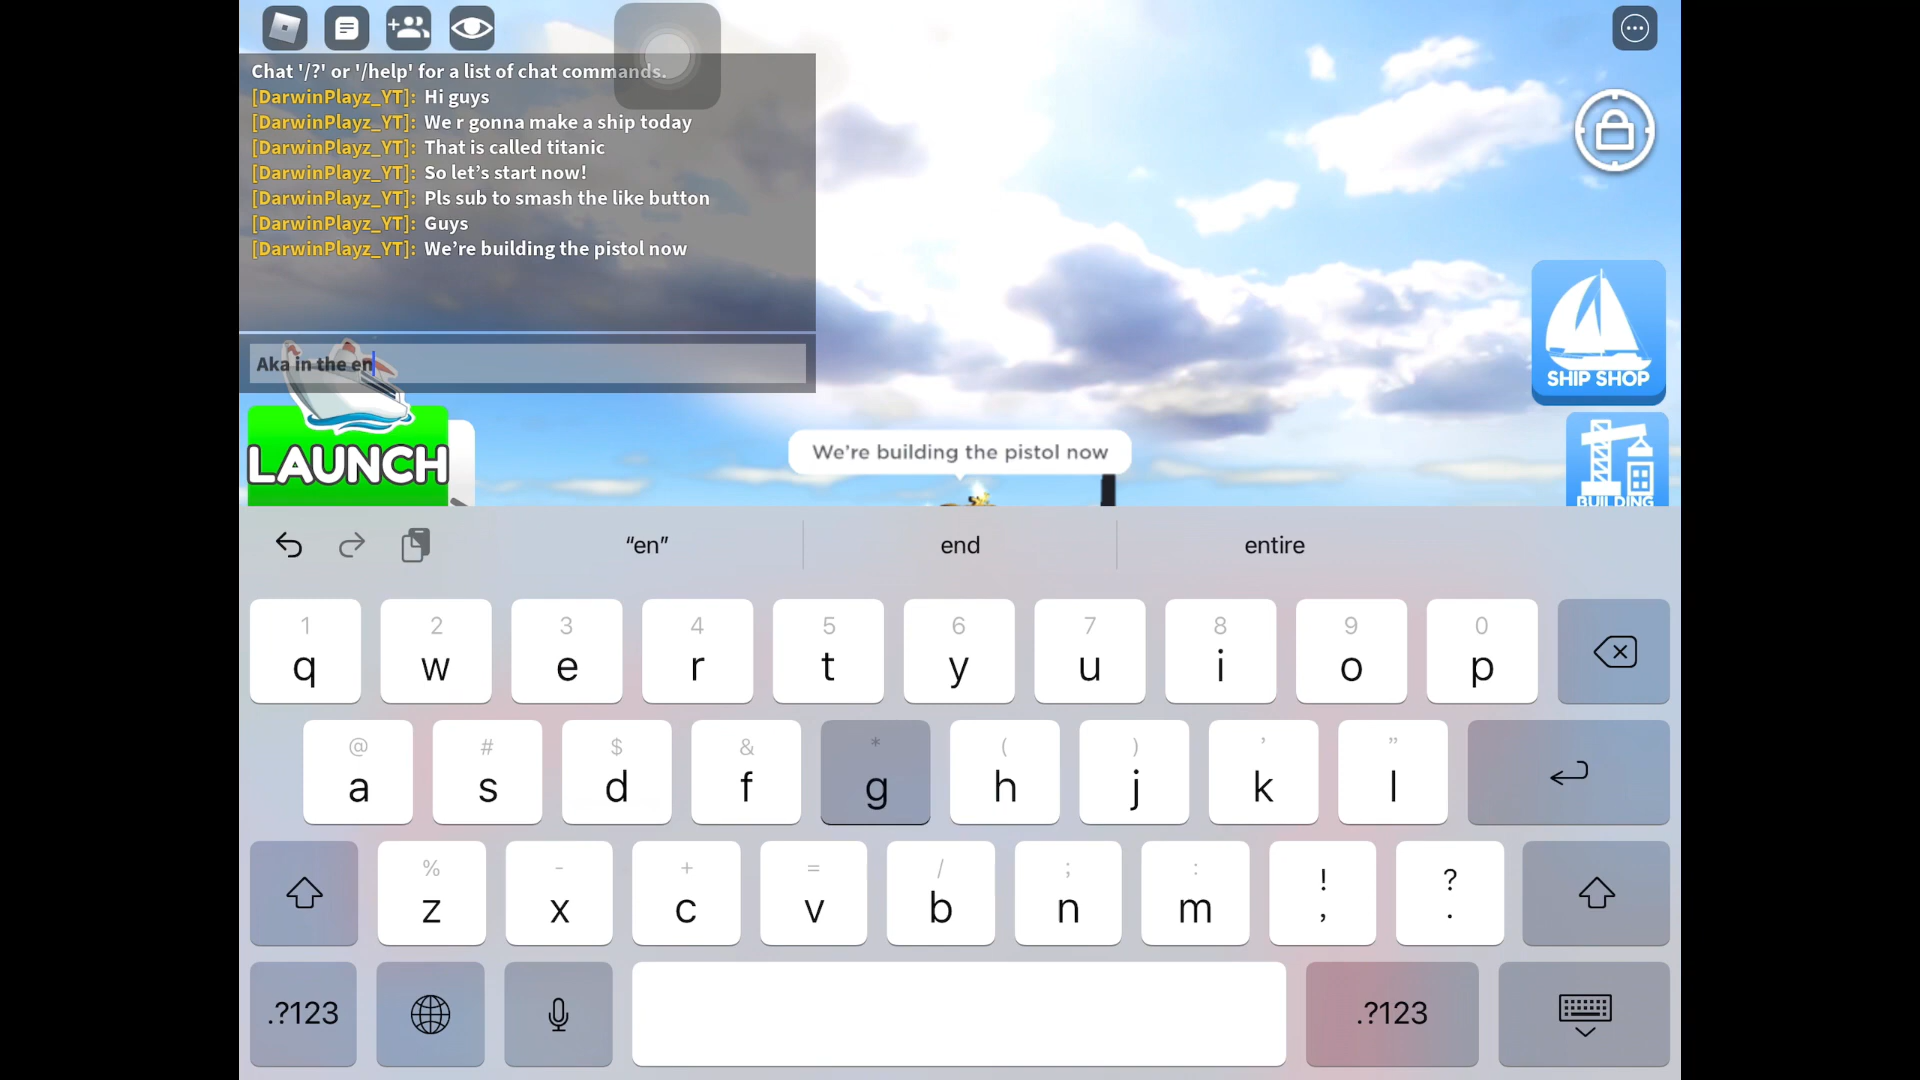 Chat '/?' or '/help' for a list of chat commands.
[DarwinPlayz_YT]: Hi guys
[DarwinPlayz_YT]: We r gonna make a ship today
[DarwinPlayz_YT]: That is called titanic
[DarwinPlayz_YT]: So let’s start now!
[DarwinPlayz_YT]: Pls sub to smash the like button
[DarwinPlayz_YT]: Guys
[DarwinPlayz_YT]: We’re building the pistol now
Aka in the en
SHIP SHOP
LAUNCH
We’re building the pistol now
BUILDING
“en” end entire
1 2 3 4 5 6 7 8 9 0
q w e r t y u i o p
@ # $ & * ( ) ’ ”
a s d f g h j k l
% - + = / ; : ! ?
z x c v b n m , .
.?123 .?123